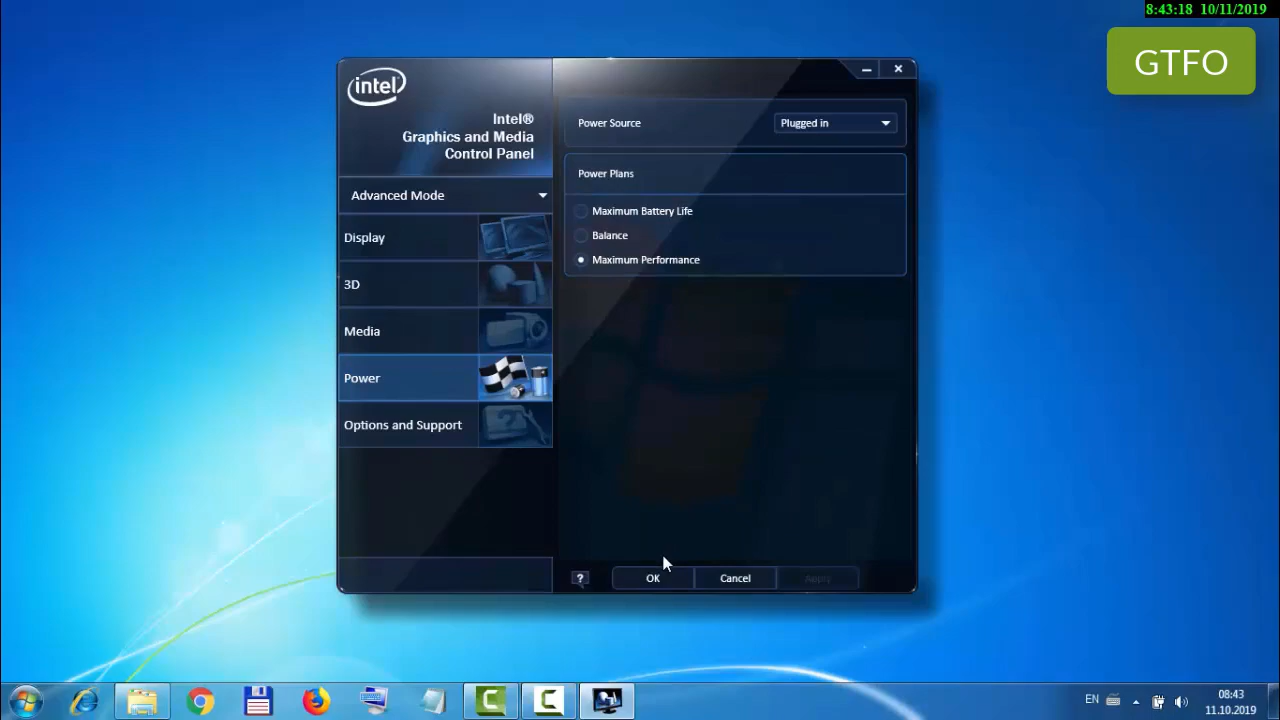 8:43:18 10/11/2019
GTFO
intel
Intel®
Graphics and Media
Control Panel
Advanced Mode
Display
3D
Media
Power
Options and Support
Power Source
Plugged in
Power Plans
Maximum Battery Life
Balance
Maximum Performance
?
OK
Cancel
Apply
EN
08:43
11.10.2019